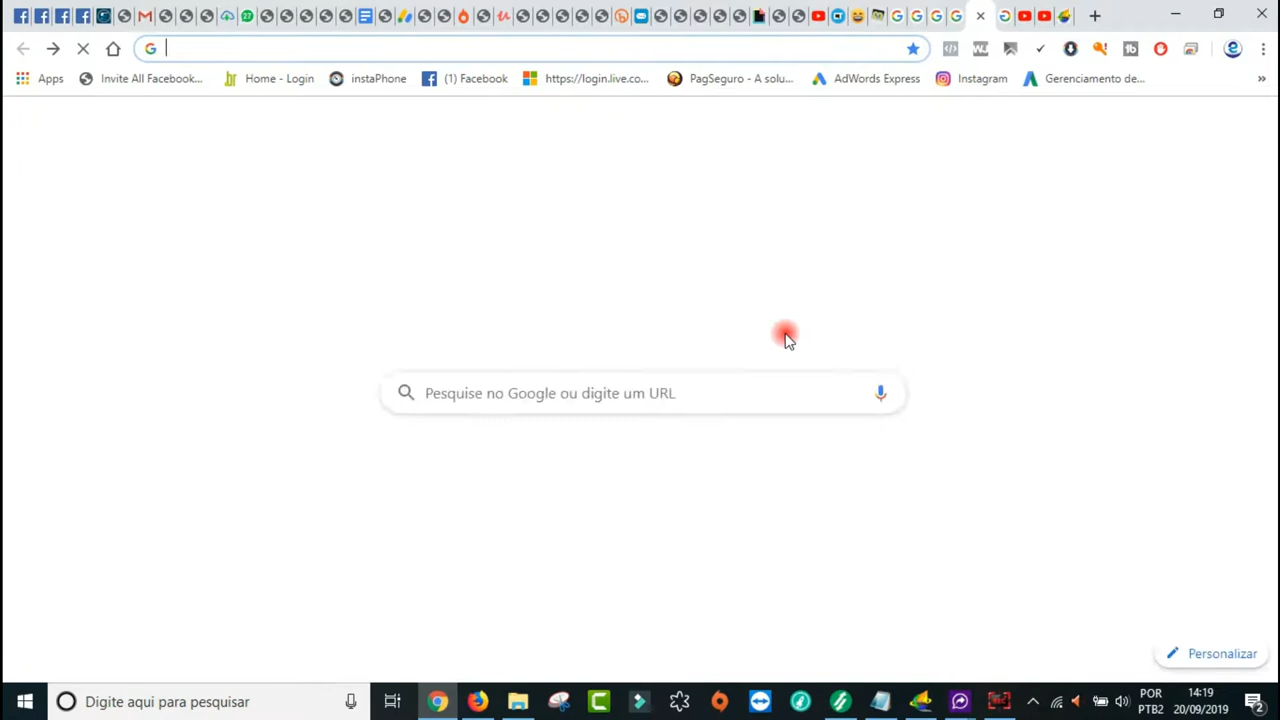 27
Apps
Invite All Facebook...
Home - Login
instaPhone
(1) Facebook
https://login.live.co...
PagSeguro - A solu...
AdWords Express
Instagram
Gerenciamento de...
»
Pesquise no Google ou digite um URL
Personalizar
Digite aqui para pesquisar
POR
PTB2
14:19
20/09/2019
2